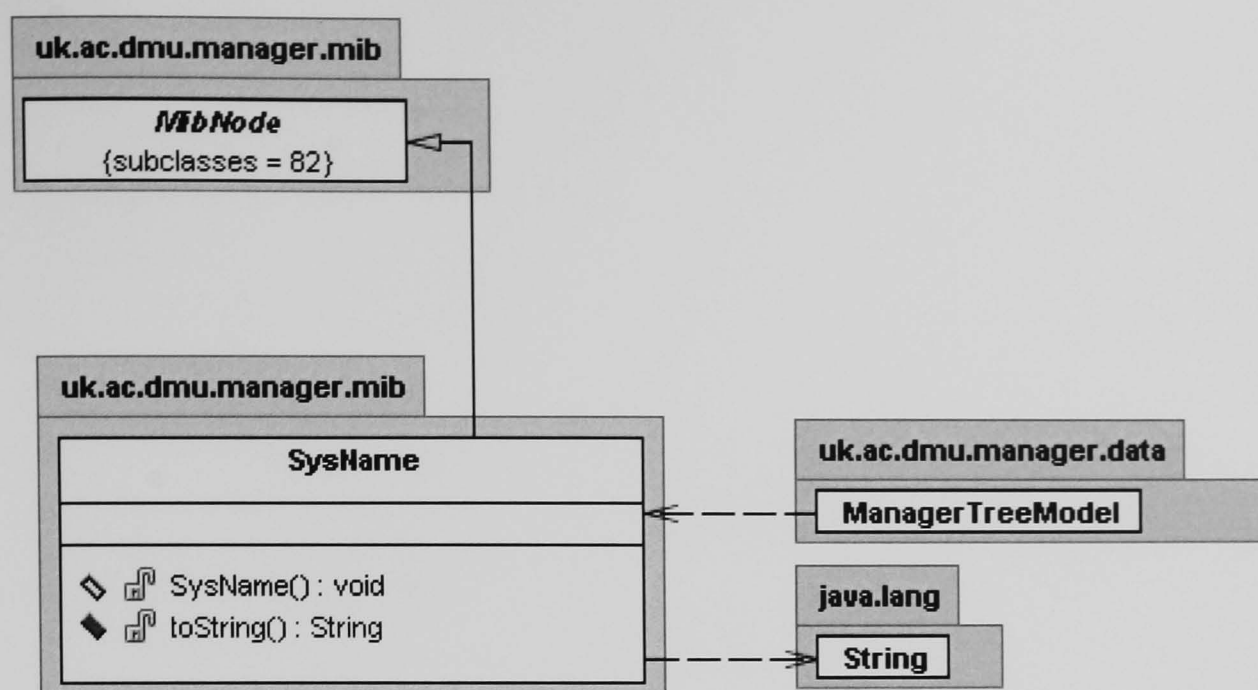 uk.ac.dmu.manager.mib
MibNode
{subclasses = 82}
uk.ac.dmu.manager.mib
SysName
SysName() : void
toString() : String
uk.ac.dmu.manager.data
ManagerTreeModel
java.lang
String